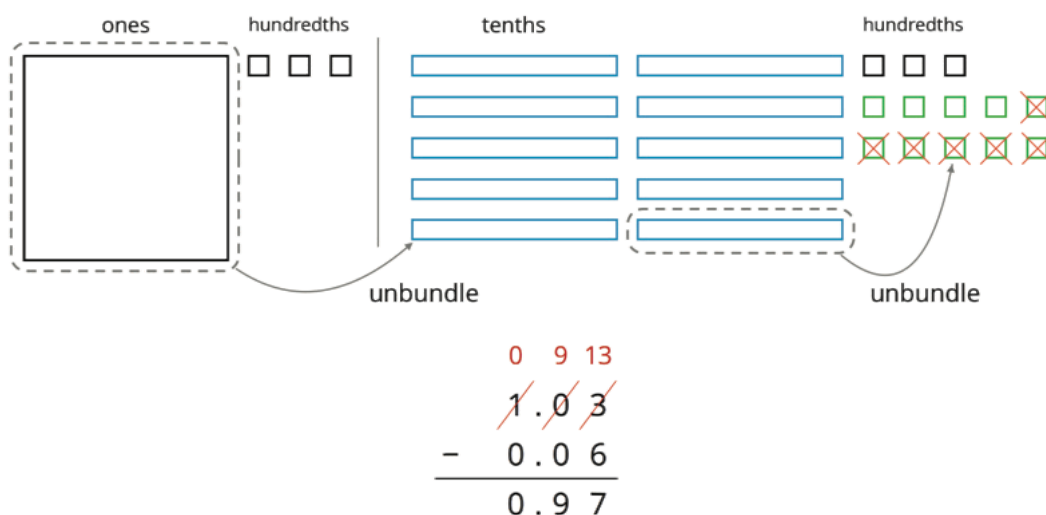 ones hundredths tenths hundredths
unbundle unbundle
0 9 13
1.03
- 0.06
0.97